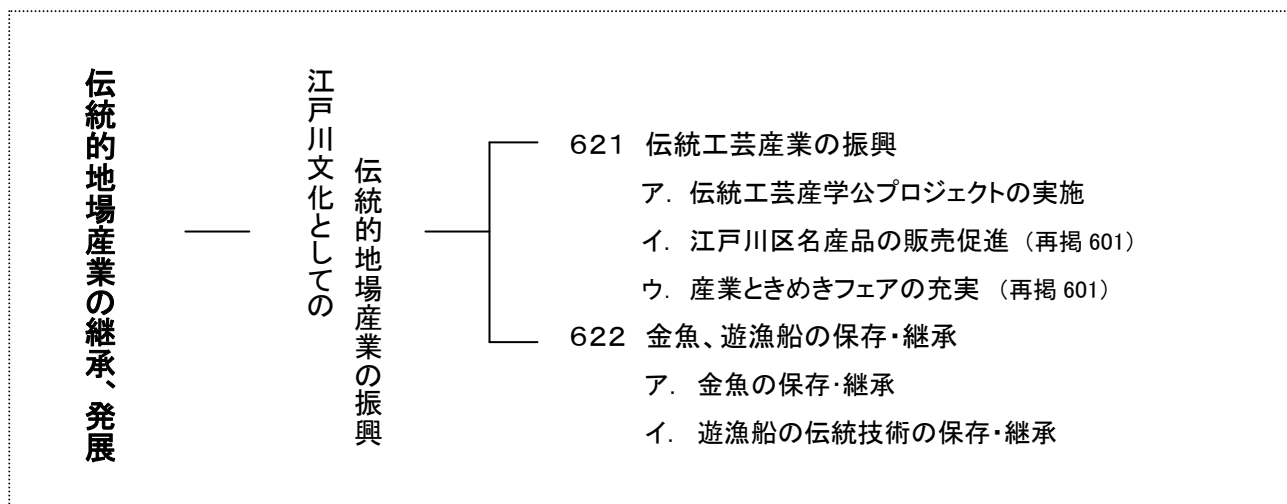 伝統的地場産業の継承、発展
江戸川文化としての
伝統的地場産業の振興
621 伝統工芸産業の振興
ア. 伝統工芸産学公プロジェクトの実施
イ. 江戸川区名産品の販売促進 (再掲 601)
ウ. 産業ときめきフェアの充実 (再掲 601)
622 金魚、遊漁船の保存・継承
ア. 金魚の保存・継承
イ. 遊漁船の伝統技術の保存・継承